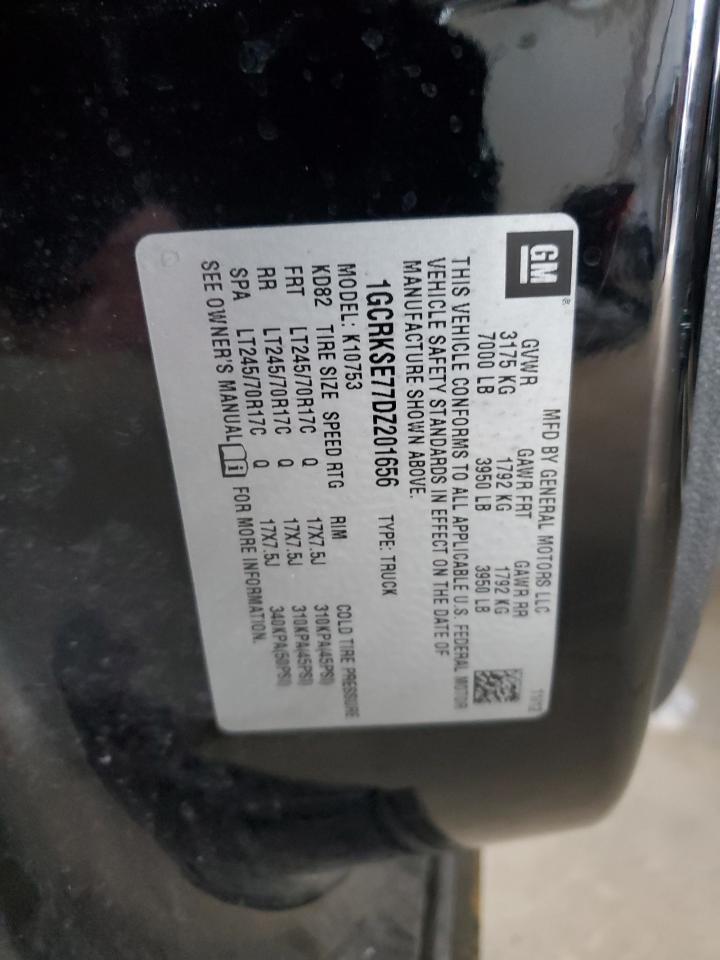 GM®
MFD BY GENERAL MOTORS LLC 11/12
GVWR GAWR FRT GAWR RR
3175 KG 1792 KG 1792 KG
7000 LB 3950 LB 3950 LB
THIS VEHICLE CONFORMS TO ALL APPLICABLE U.S. FEDERAL MOTOR
VEHICLE SAFETY STANDARDS IN EFFECT ON THE DATE OF
MANUFACTURE SHOWN ABOVE.
1GCRKSE77DZ201656 TYPE: TRUCK
MODEL: K10753
KD82 TIRE SIZE SPEED RTG RIM COLD TIRE PRESSURE
FRT LT245/70R17C Q 17X7.5J 310KPA(45PSI)
RR LT245/70R17C Q 17X7.5J 310KPA(45PSI)
SPA LT245/70R17C Q 17X7.5J 340KPA(50PSI)
SEE OWNER'S MANUAL FOR MORE INFORMATION.